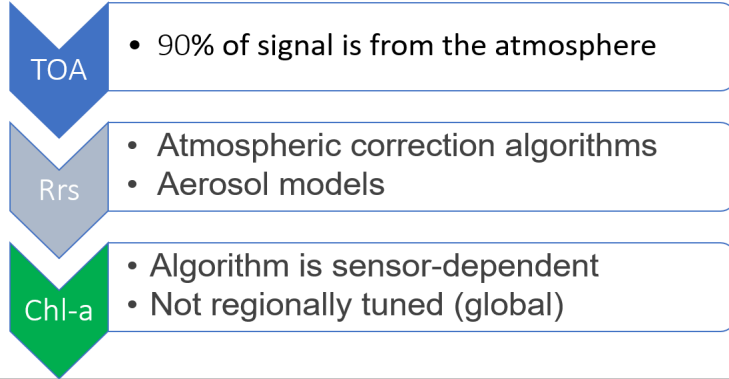 TOA
• 90% of signal is from the atmosphere
Rrs
• Atmospheric correction algorithms
• Aerosol models
Chl-a
• Algorithm is sensor-dependent
• Not regionally tuned (global)